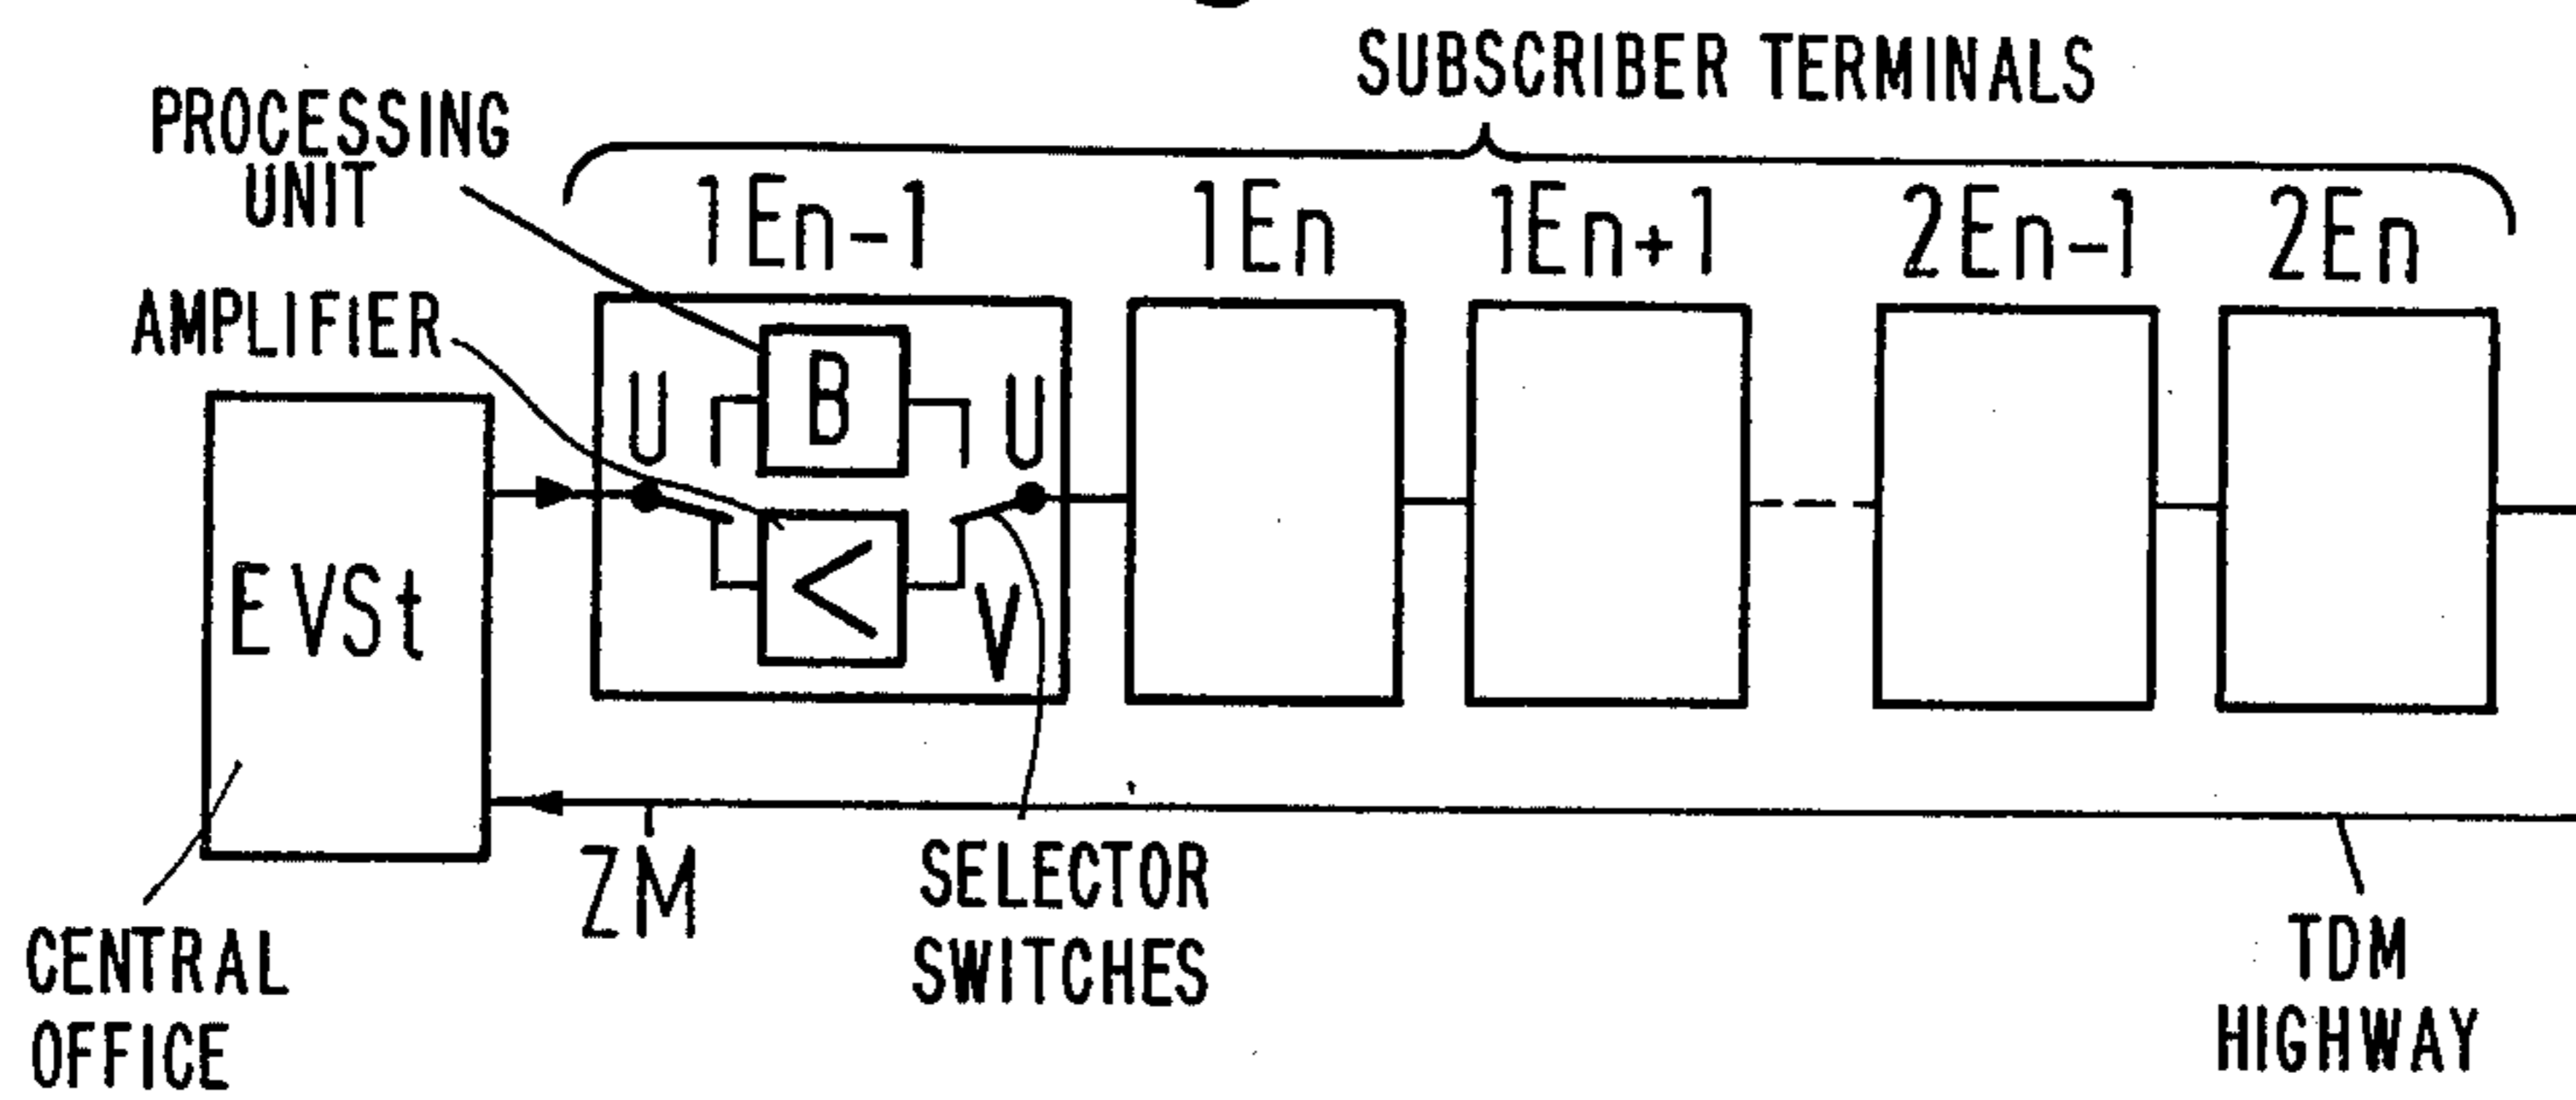 SUBSCRIBER TERMINALS
PROCESSING
UNIT
1En-1
1En
1En+1
2En-1
2En
AMPLIFIER
U
B
U
EVSt
<
V
ZM
SELECTOR
SWITCHES
CENTRAL
OFFICE
TDM
HIGHWAY